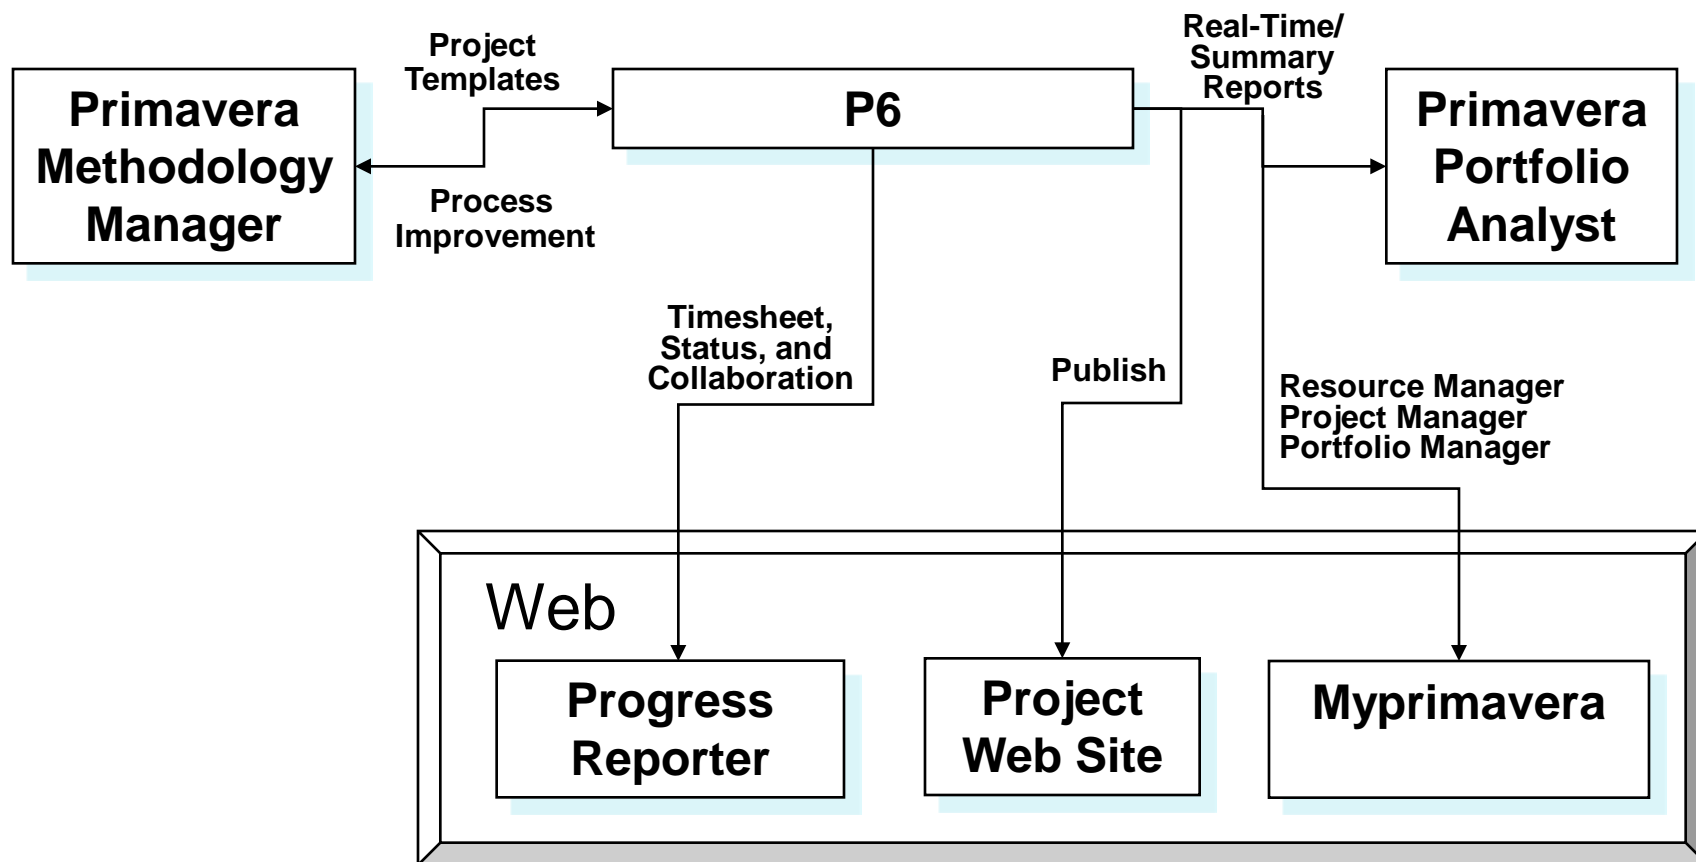 Project
Templates
Real-Time/
Summary
Reports
Primavera
Methodology
Manager
P6
Primavera
Portfolio
Analyst
Process
Improvement
Timesheet,
Status, and
Collaboration
Publish
Resource Manager
Project Manager
Portfolio Manager
Web
Progress
Reporter
Project
Web Site
Myprimavera